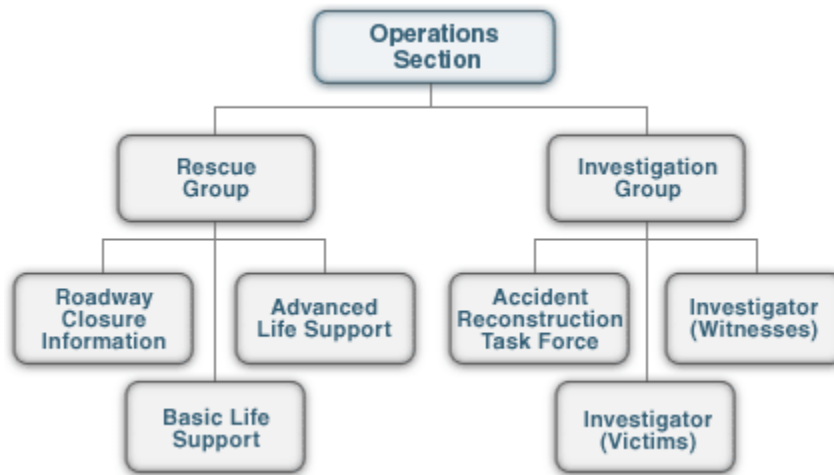 Operations
Section
Rescue
Group
Investigation
Group
Roadway
Closure
Information
Advanced
Life Support
Accident
Reconstruction
Task Force
Investigator
(Witnesses)
Basic Life
Support
Investigator
(Victims)